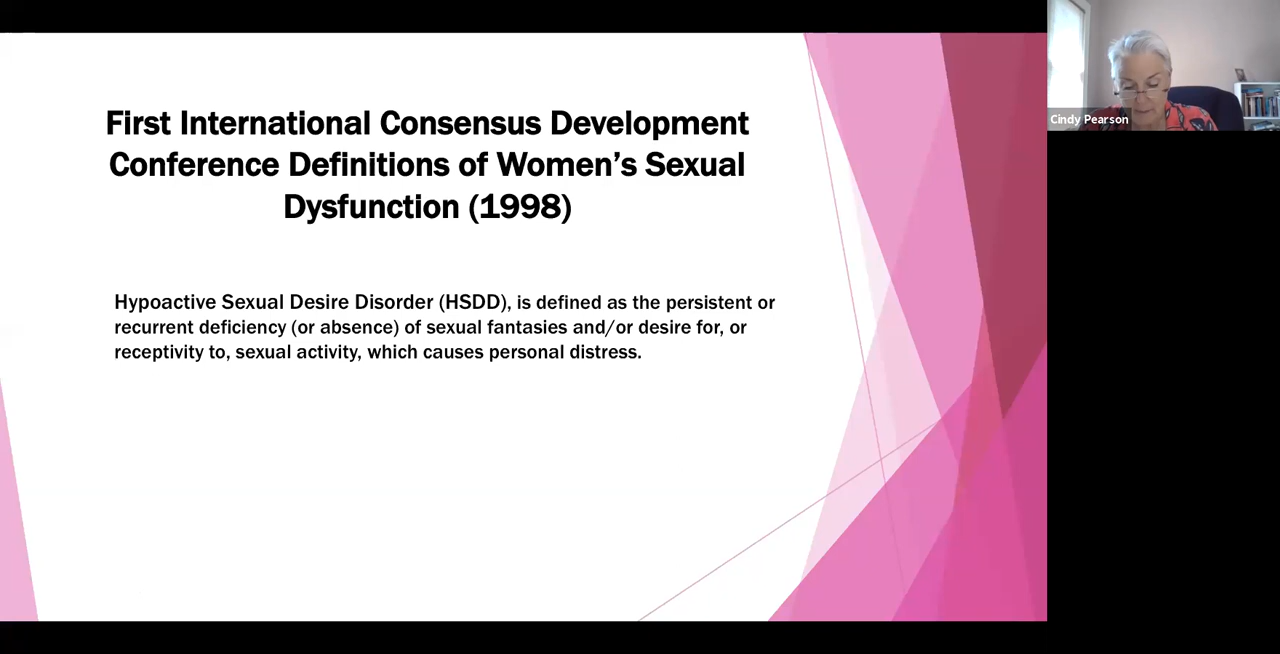 First International Consensus Development
Conference Definitions of Women's Sexual
Dysfunction (1998)
Hypoactive Sexual Desire Disorder (HSDD), is defined as the persistent or
recurrent deficiency (or absence) of sexual fantasies and/or desire for, or
receptivity to, sexual activity, which causes personal distress.
Cindy Pearson